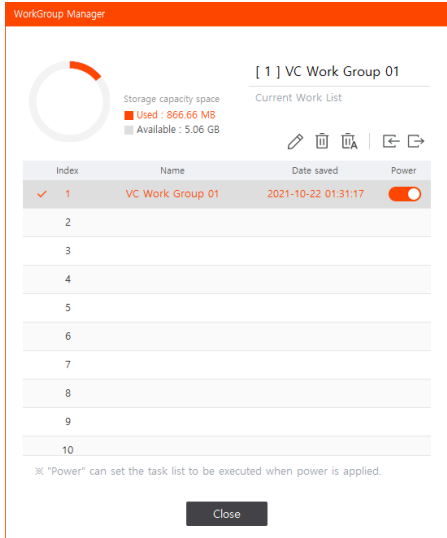 WorkGroup Manager
[ 1 ] VC Work Group 01
Storage capacity space
Current Work List
Used : 866.66 MB
Available : 5.06 GB
A
Index Name Date saved Power
1 VC Work Group 01 2021-10-22 01:31:17
2
3
4
5
6
7
8
9
10
※ "Power" can set the task list to be executed when power is applied.
Close